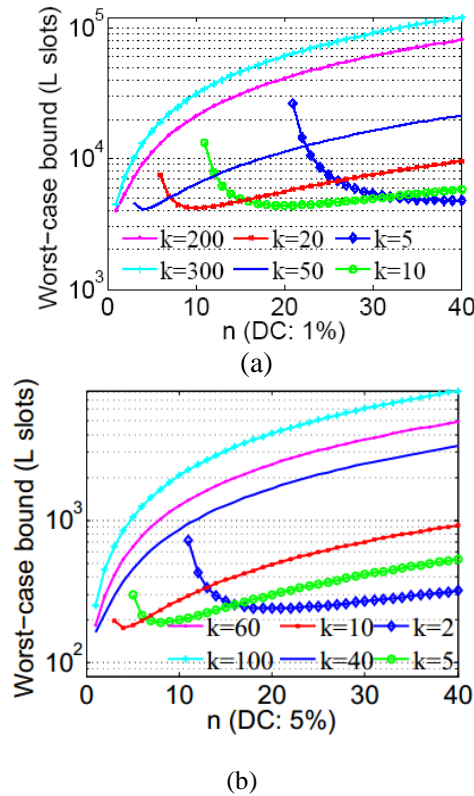 Worst-case bound (L slots)
10^5
10^4
10^3
k=200 k=20 k=5
k=300 k=50 k=10
0 10 20 30 40
n (DC: 1%)
(a)
Worst-case bound (L slots)
10^3
10^2
k=60 k=10 k=2
k=100 k=40 k=5
0 10 20 30 40
n (DC: 5%)
(b)